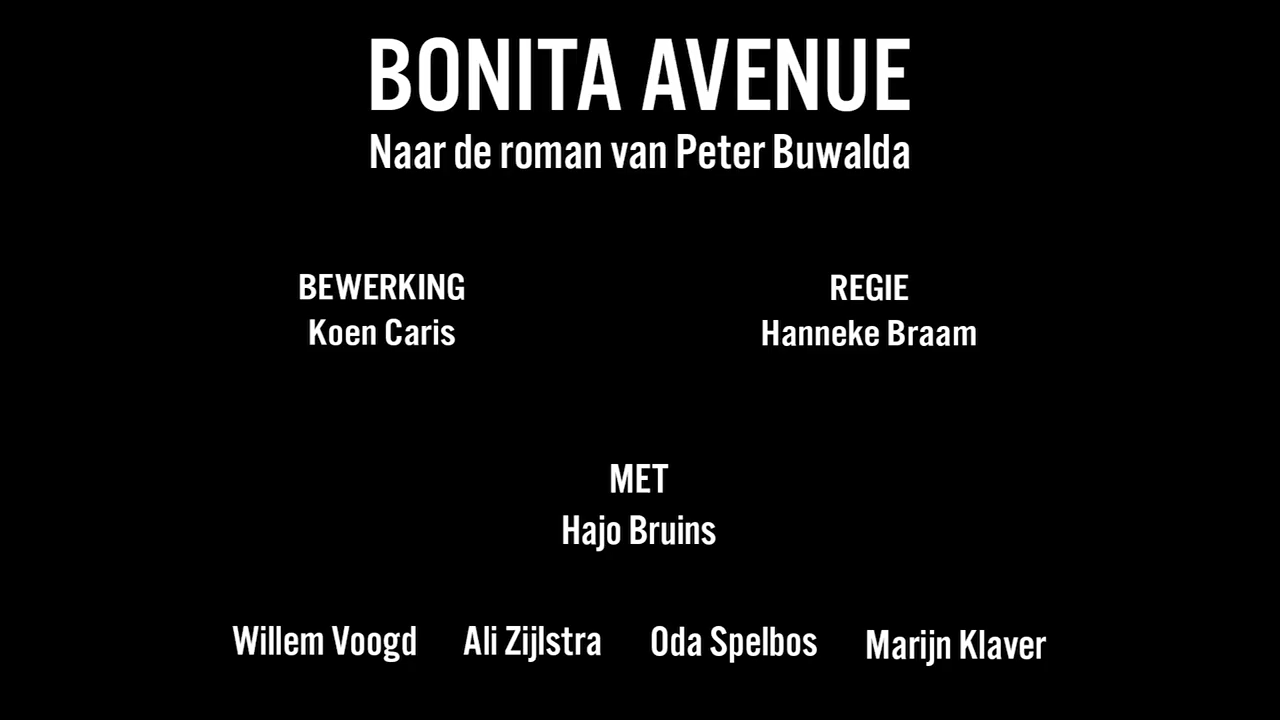 BONITA AVENUE
Naar de roman van Peter Buwalda
BEWERKING
Koen Caris
REGIE
Hanneke Braam
MET
Hajo Bruins
Willem Voogd Ali Zijlstra Oda Spelbos Marijn Klaver